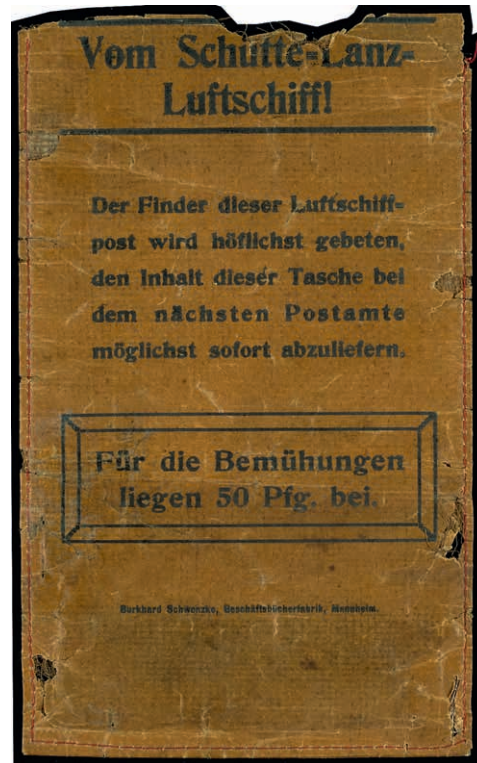 Vom Schütte-Lanz-
Luftschiff!
Der Finder dieser Luftschiff-
post wird höflichst gebeten,
den Inhalt dieser Tasche bei
dem nächsten Postamte
möglichst sofort abzuliefern.
Für die Bemühungen
liegen 50 Pfg. bei.
Burkhard Schwenzke, Geschäftsbücherfabrik, Mannheim.